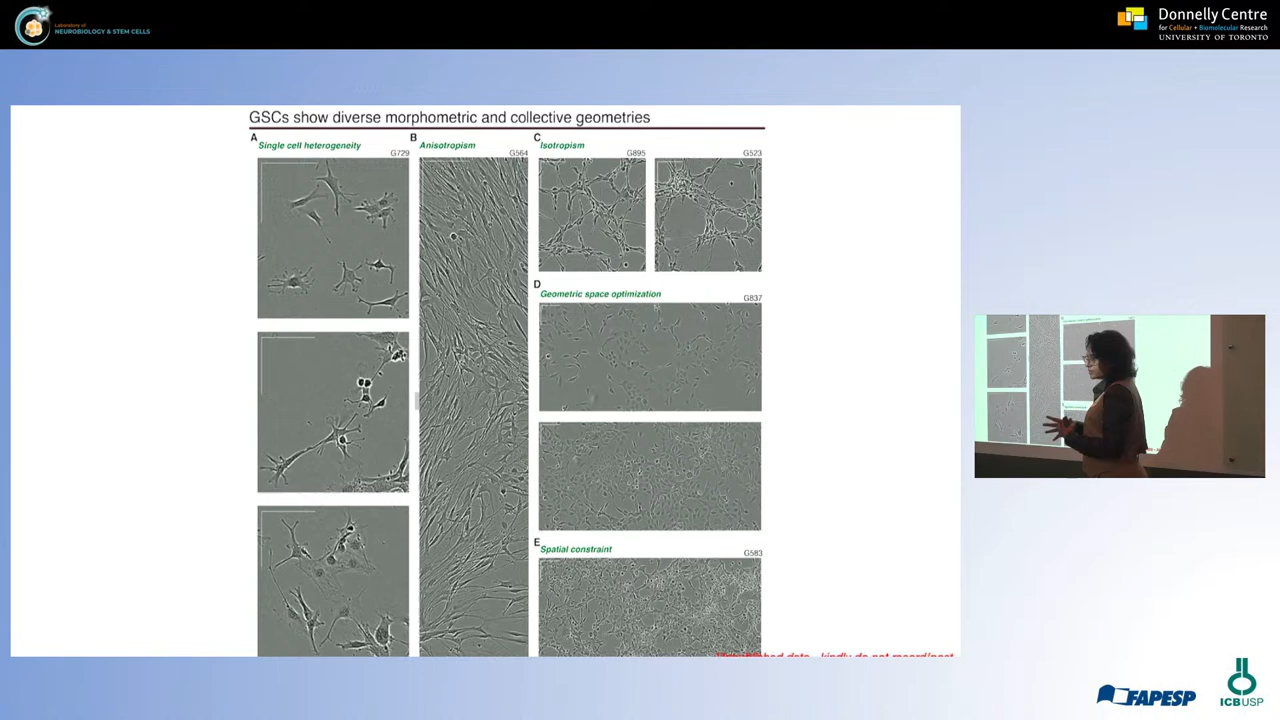 Laboratory of
NEUROBIOLOGY & STEM CELLS
Donnelly Centre
for Cellular + Biomolecular Research
UNIVERSITY OF TORONTO
GSCs show diverse morphometric and collective geometries
A
Single cell heterogeneity
G729
B
Anisotropism
G564
C
Isotropism
G895
G523
D
Geometric space optimization
G837
E
Spatial constraint
G583
data - kindly do not record/post
FAPESP
ICBUSP